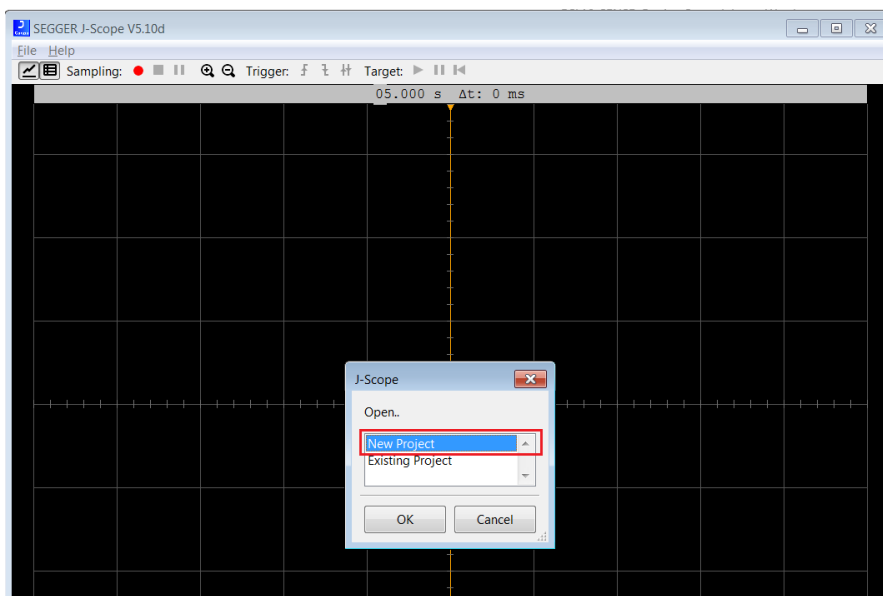 SEGGER J-Scope V5.10d
File Help
Sampling: Trigger: Target:
05.000 s Δt: 0 ms
J-Scope
Open..
New Project
Existing Project
OK Cancel